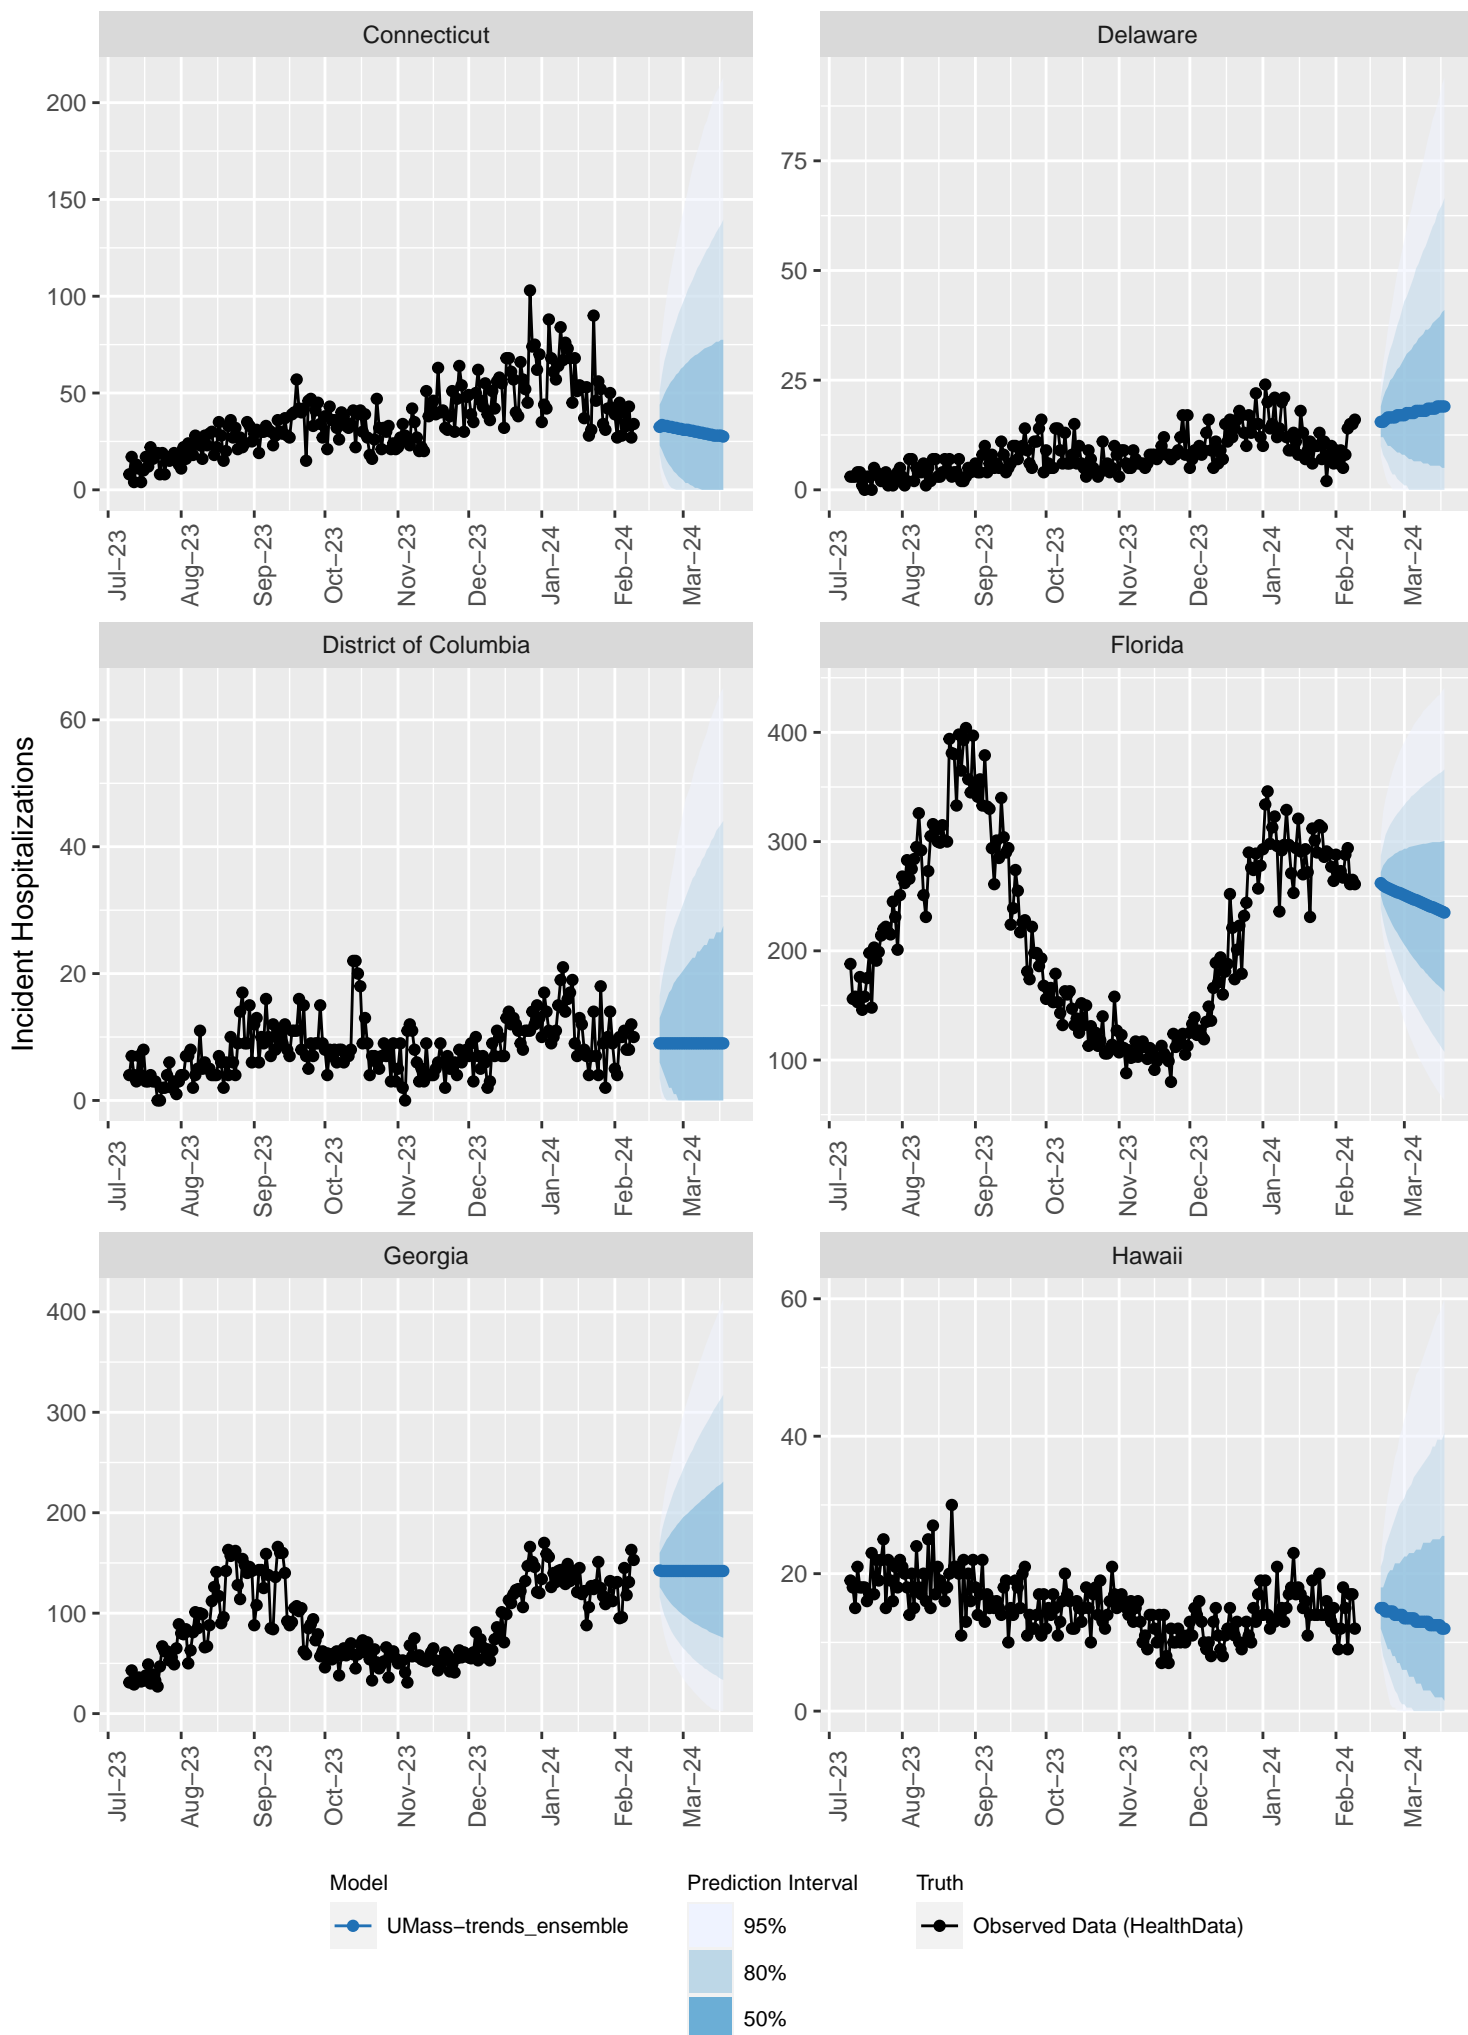 Connecticut
Delaware
200
150
100
50
0
75
50
25
0
Jul−23
Aug−23
Sep−23
Oct−23
Nov−23
Dec−23
Jan−24
Feb−24
Mar−24
Jul−23
Aug−23
Sep−23
Oct−23
Nov−23
Dec−23
Jan−24
Feb−24
Mar−24
Incident Hospitalizations
District of Columbia
Florida
60
40
20
0
400
300
200
100
Jul−23
Aug−23
Sep−23
Oct−23
Nov−23
Dec−23
Jan−24
Feb−24
Mar−24
Jul−23
Aug−23
Sep−23
Oct−23
Nov−23
Dec−23
Jan−24
Feb−24
Mar−24
Georgia
Hawaii
400
300
200
100
0
60
40
20
0
Jul−23
Aug−23
Sep−23
Oct−23
Nov−23
Dec−23
Jan−24
Feb−24
Mar−24
Jul−23
Aug−23
Sep−23
Oct−23
Nov−23
Dec−23
Jan−24
Feb−24
Mar−24
Model
UMass−trends_ensemble
Prediction Interval
95%
80%
50%
Truth
Observed Data (HealthData)